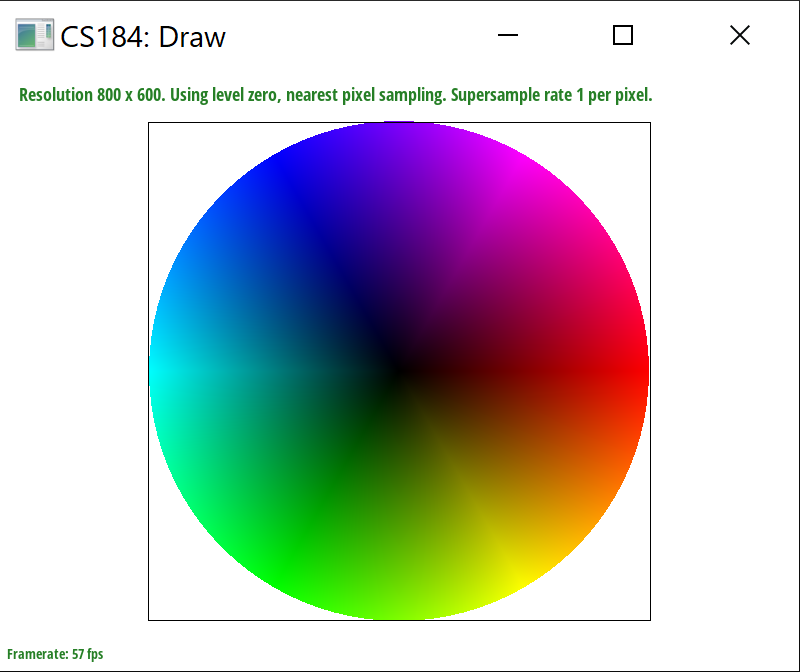 CS184: Draw
Resolution 800 x 600. Using level zero, nearest pixel sampling. Supersample rate 1 per pixel.
Framerate: 57 fps